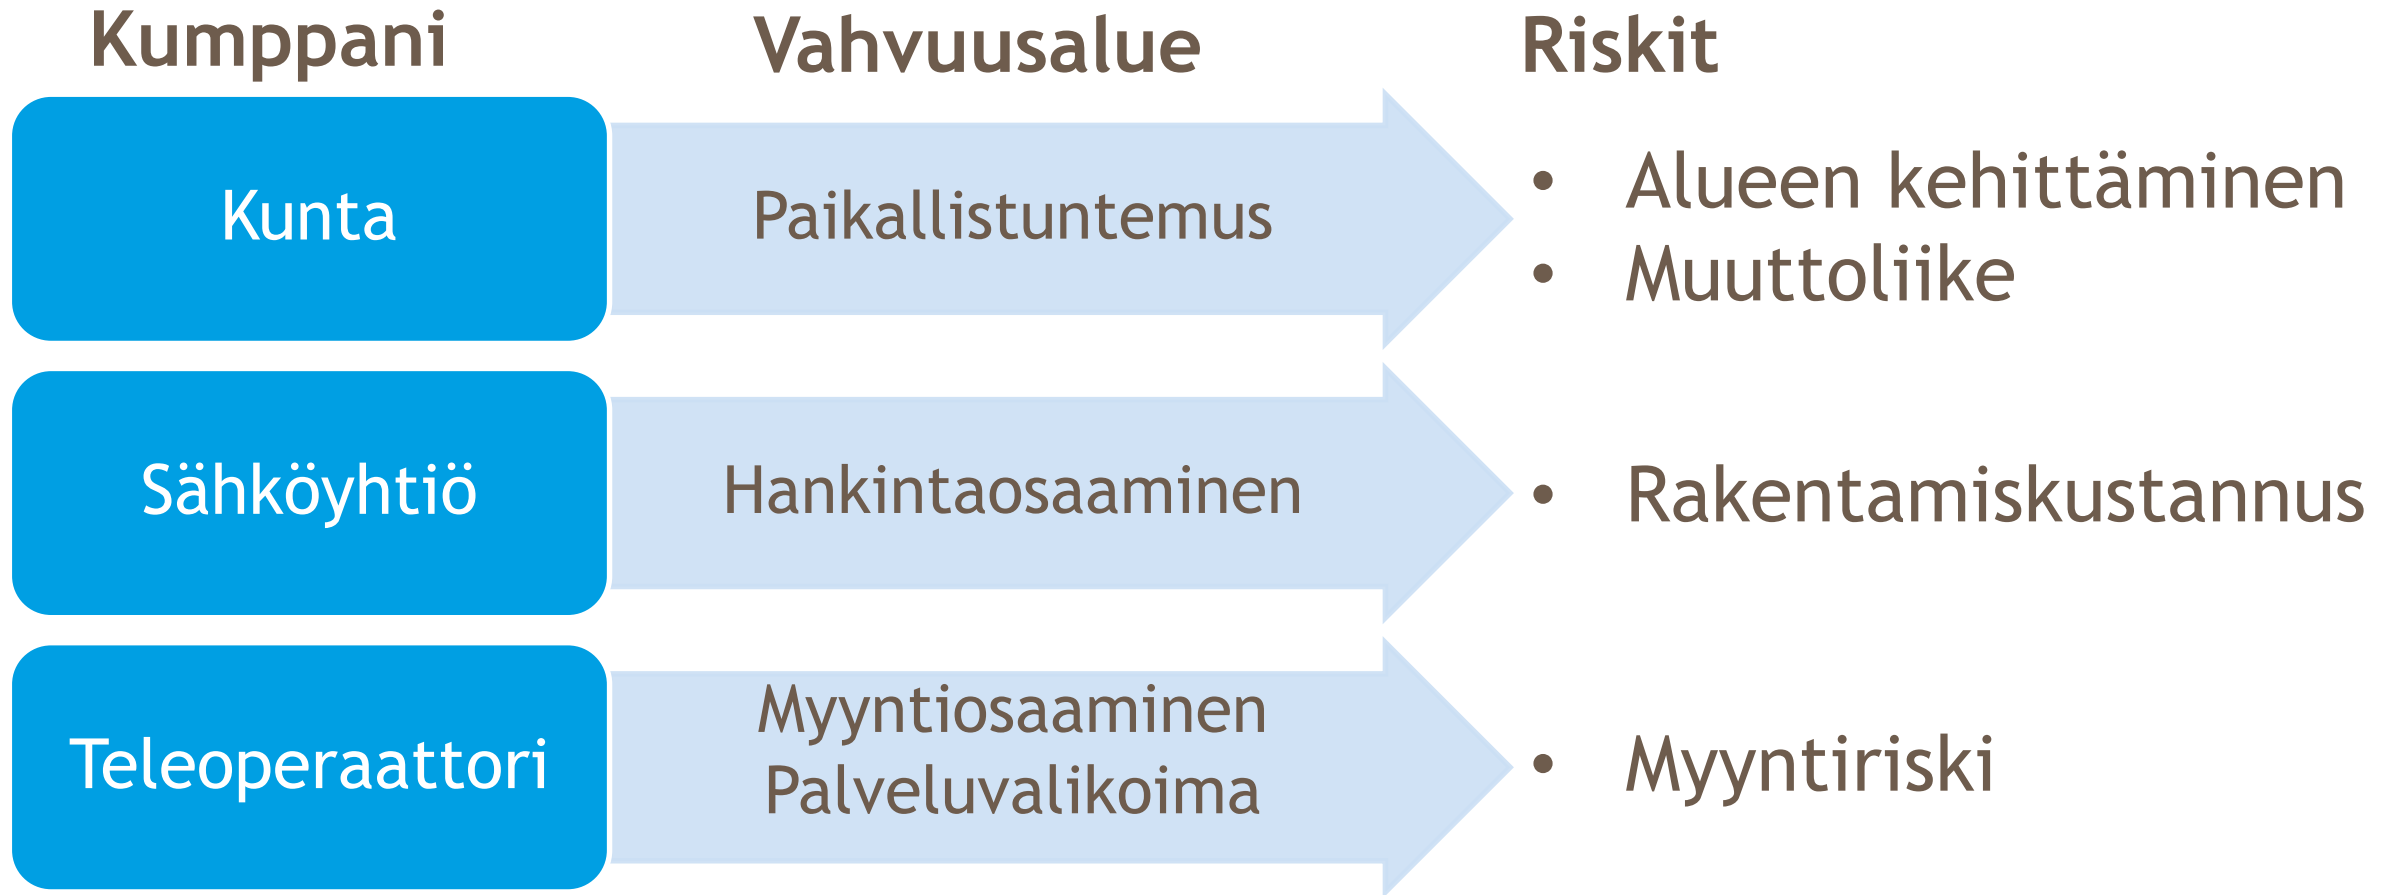 Kumppani
Vahvuusalue
Riskit
Kunta
Paikallistuntemus
• Alueen kehittäminen
• Muuttoliike
Sähköyhtiö
Hankintaosaaminen
• Rakentamiskustannus
Teleoperaattori
Myyntiosaaminen
Palveluvalikoima
• Myyntiriski